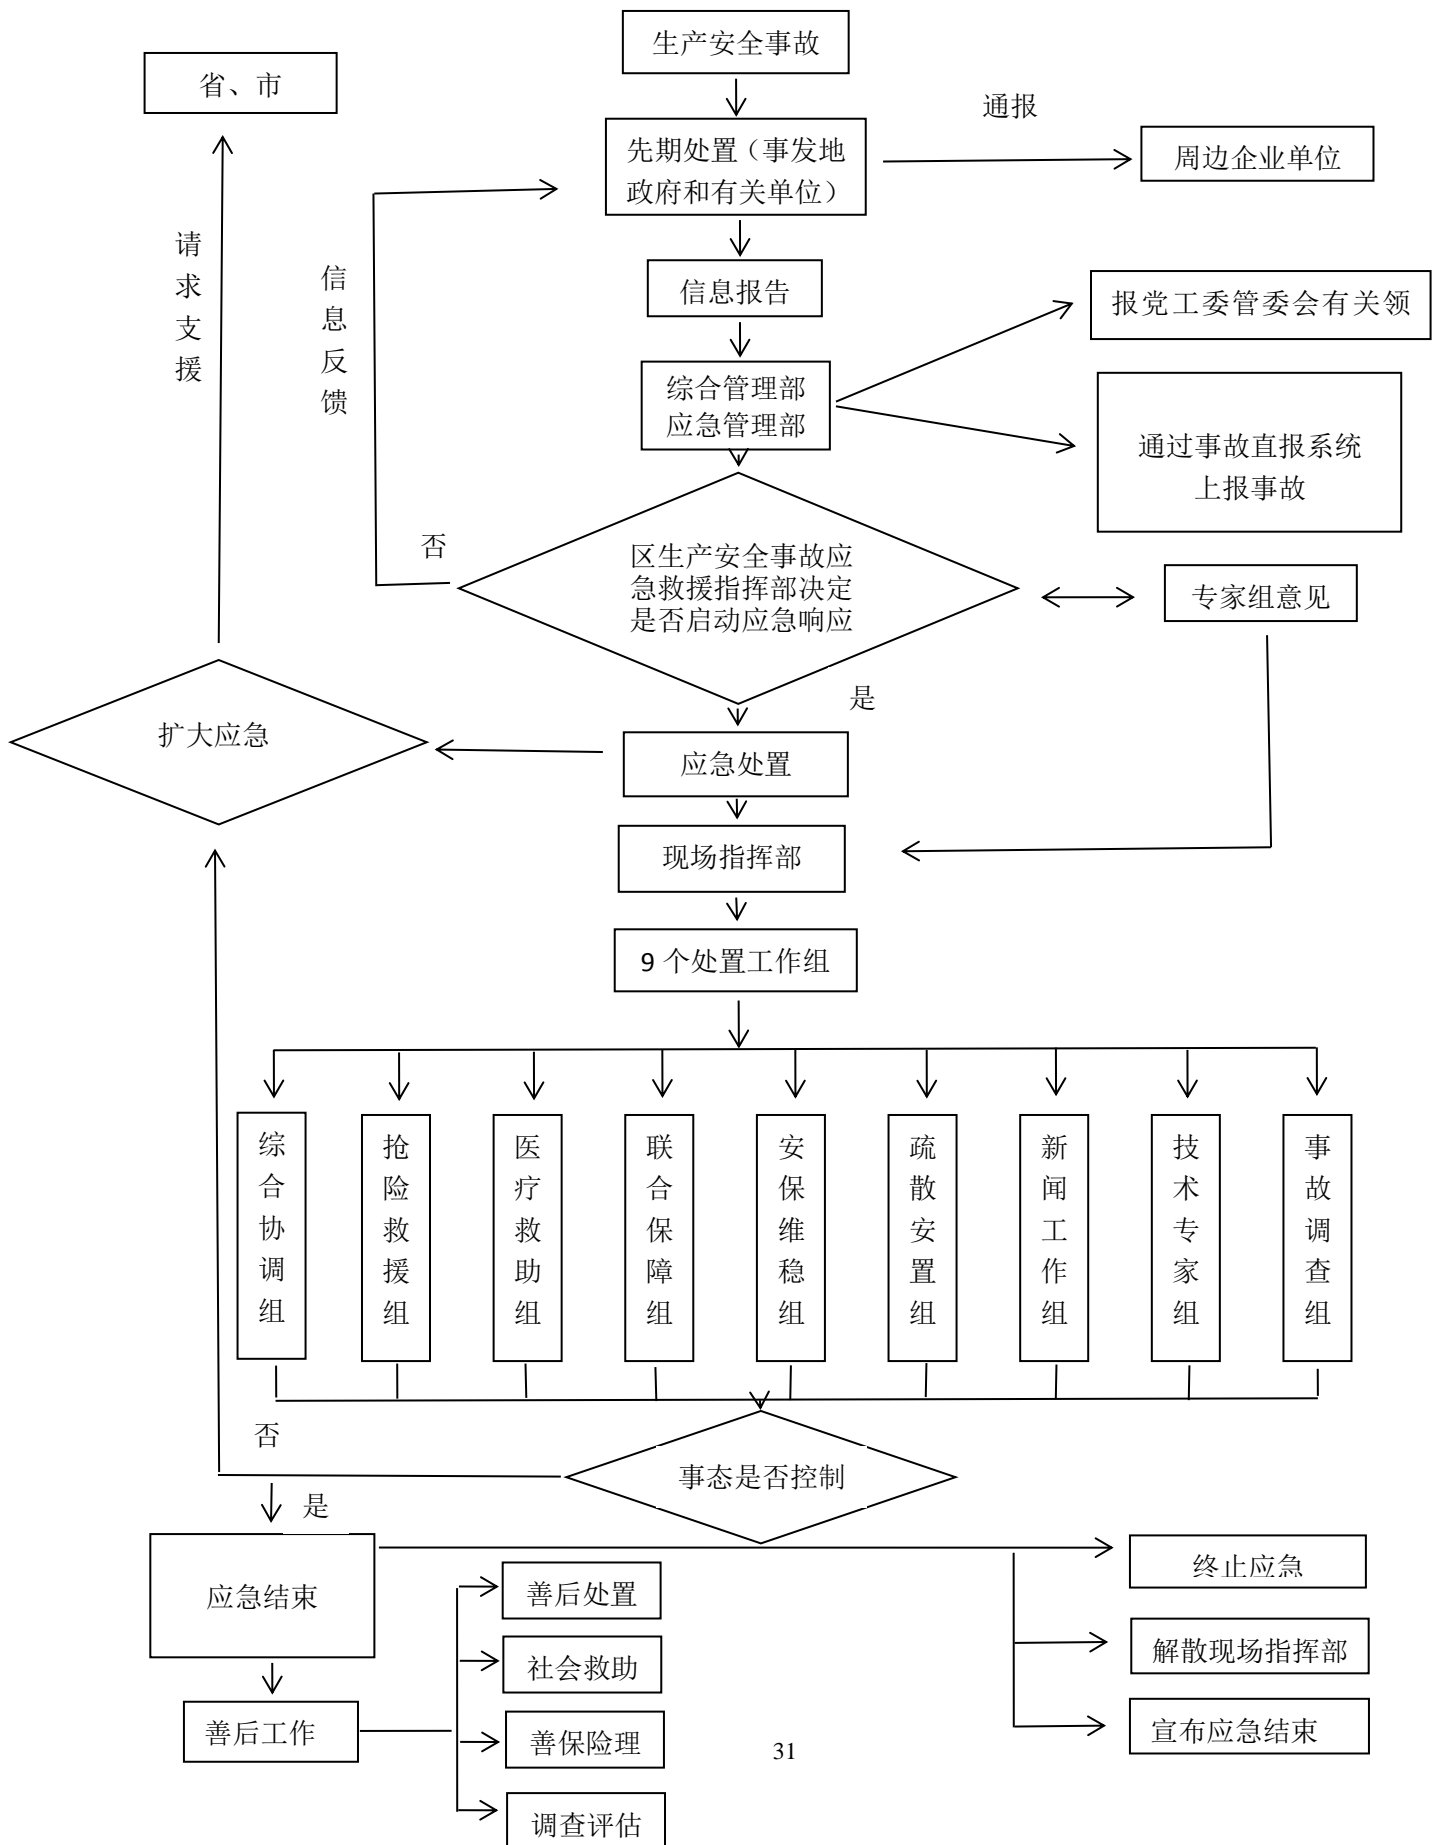 生产安全事故
省、市
通报
先期处置（事发地
政府和有关单位）
周边企业单位
请求支援
信息反馈
信息报告
报党工委管委会有关领
综合管理部
应急管理部
通过事故直报系统
上报事故
否
区生产安全事故应
急救援指挥部决定
是否启动应急响应
专家组意见
是
扩大应急
应急处置
现场指挥部
9 个处置工作组
综合协调组
抢险救援组
医疗救助组
联合保障组
安保维稳组
疏散安置组
新闻工作组
技术专家组
事故调查组
否
事态是否控制
是
应急结束
终止应急
善后处置
解散现场指挥部
社会救助
善后工作
宣布应急结束
善保险理
31
调查评估